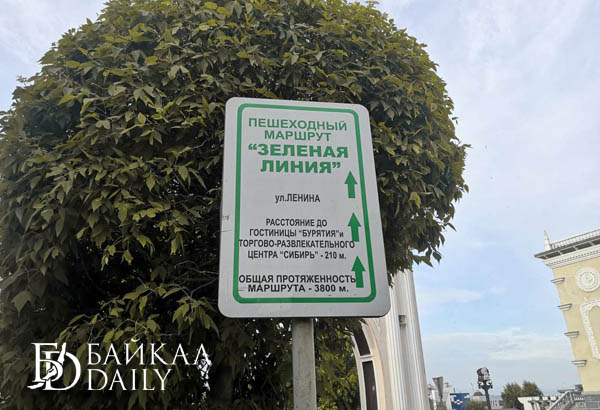 ПЕШЕХОДНЫЙ
МАРШРУТ
"ЗЕЛЕНАЯ
ЛИНИЯ"
ул.ЛЕНИНА
РАССТОЯНИЕ ДО
ГОСТИНИЦЫ "БУРЯТИЯ"и
ТОРГОВО-РАЗВЛЕКАТЕЛЬНОГО
ЦЕНТРА "СИБИРЬ" - 210 м.
ОБЩАЯ ПРОТЯЖЕННОСТЬ
МАРШРУТА - 3800 м.
БАЙКАЛ
DAILY